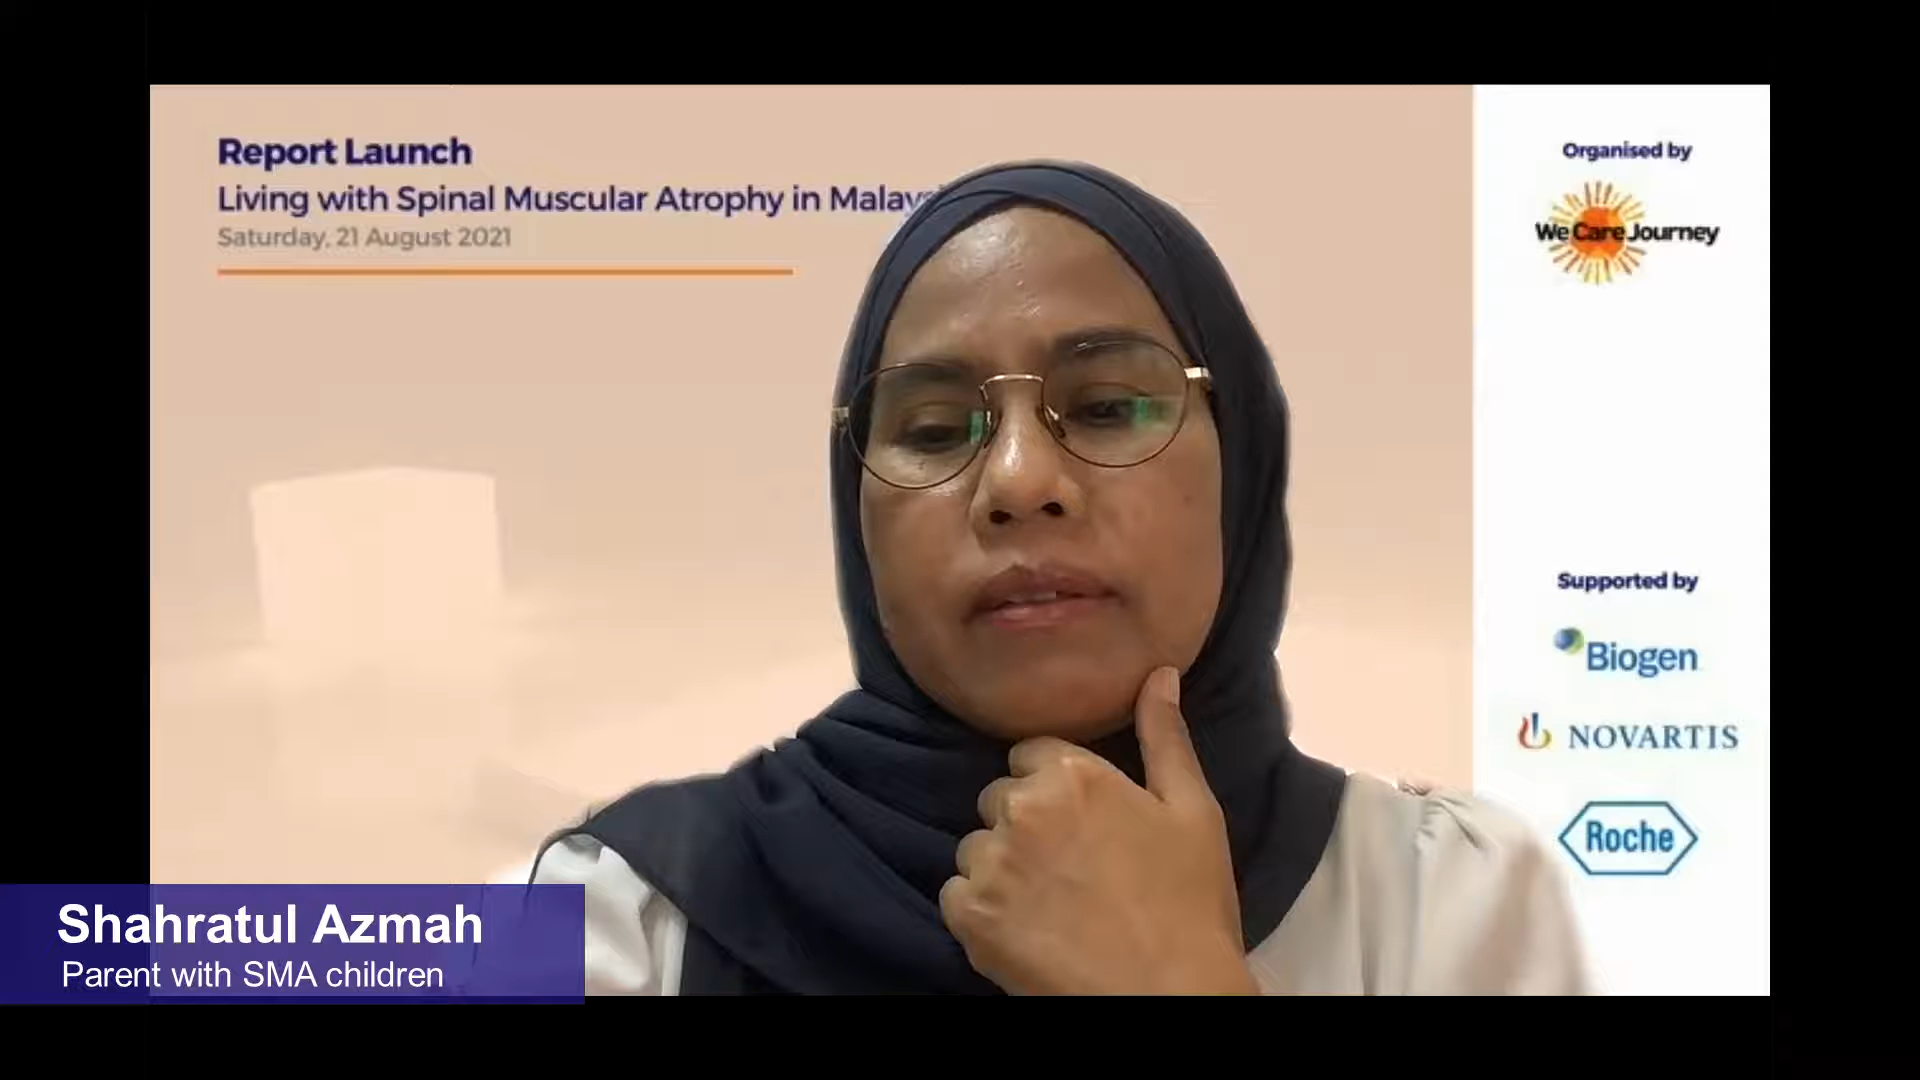 Report Launch
Living with Spinal Muscular Atrophy in
Saturday, 21 August 2021
Organised by
We Care Journey
Supported by
Biogen
NOVARTIS
Roche
Shahratul Azmah
Parent with SMA children